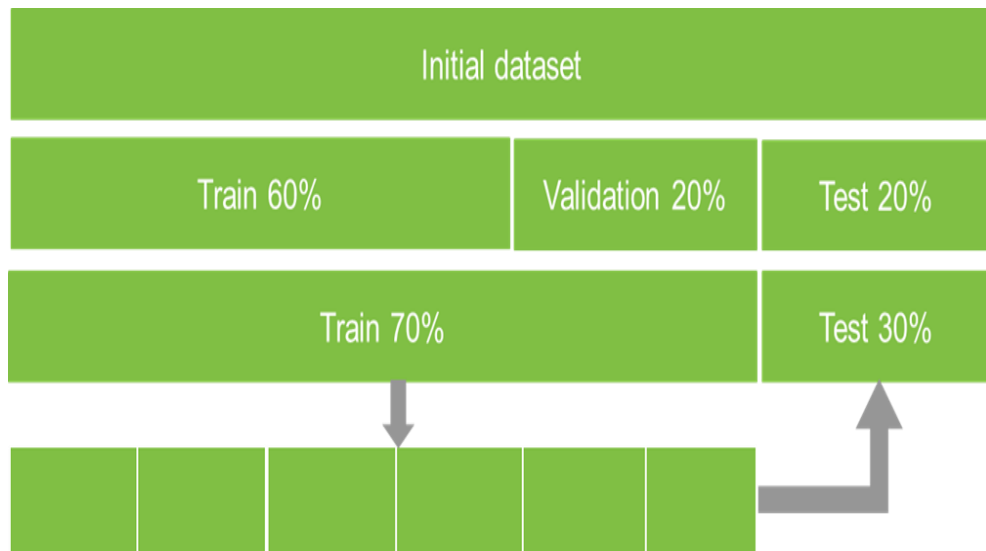 Initial dataset
Train 60%
Validation 20%
Test 20%
Train 70%
Test 30%